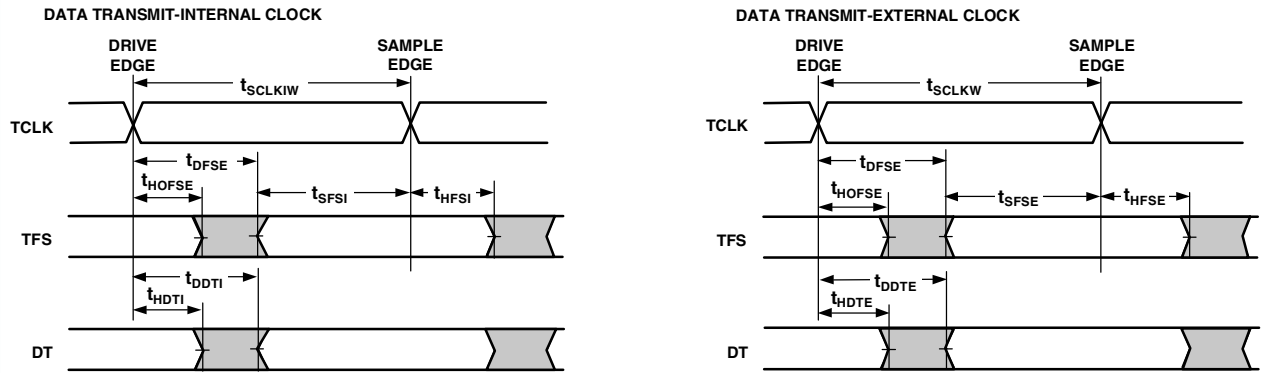 DATA TRANSMIT-INTERNAL CLOCK
DRIVE
EDGE
SAMPLE
EDGE
tSCLKIW
TCLK
tDFSE
tHOFSE
tSFSI
tHFSI
TFS
tDDTI
tHDTI
DT
DATA TRANSMIT-EXTERNAL CLOCK
DRIVE
EDGE
SAMPLE
EDGE
tSCLKW
TCLK
tDFSE
tHOFSE
tSFSE
tHFSE
TFS
tDDTE
tHDTE
DT